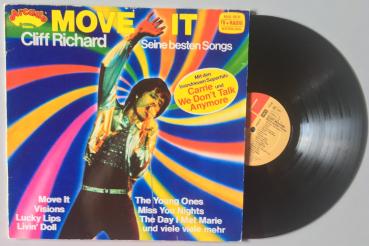 arcade
MOVE IT
Cliff Richard
Seine besten Songs
TV + RADIO
Mit den
brandneuen Superhits
Carrie und
We Don't Talk
Anymore
Move It
Visions
Lucky Lips
Livin' Doll
The Young Ones
Miss You Nights
The Day I Met Marie
und viele viele mehr